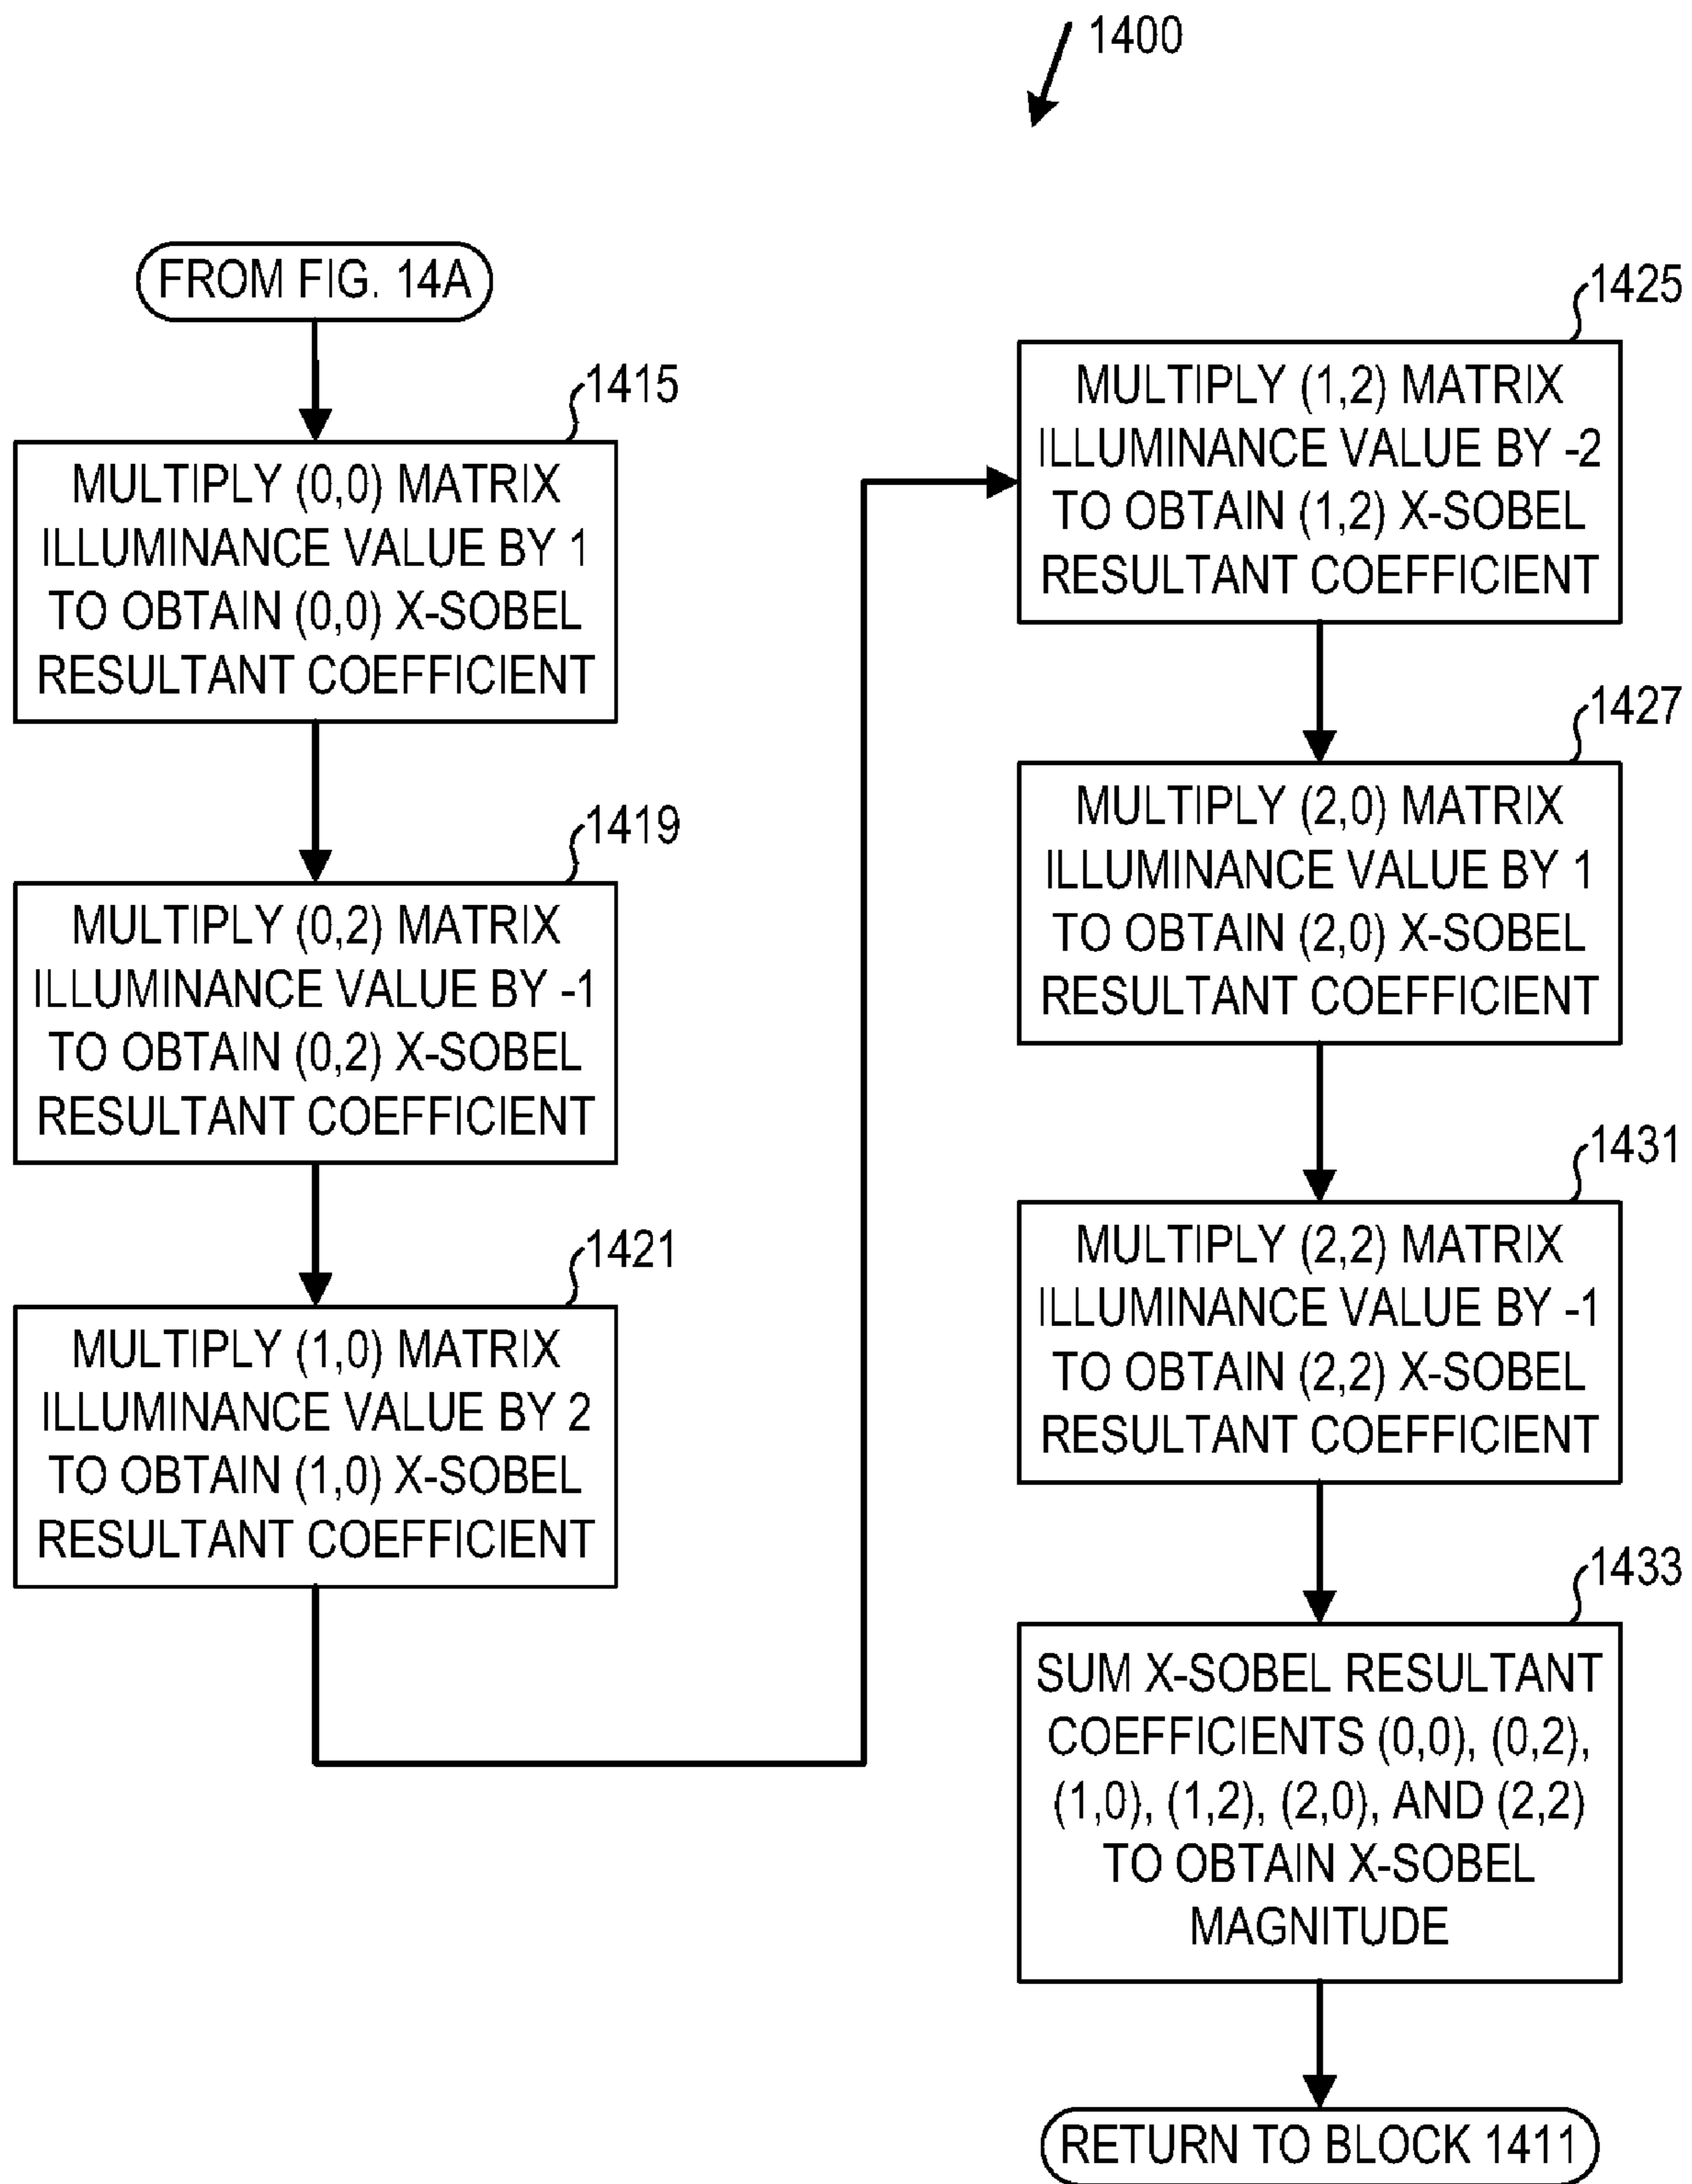 1400
FROM FIG. 14A
1415
MULTIPLY (0,0) MATRIX
ILLUMINANCE VALUE BY 1
TO OBTAIN (0,0) X-SOBEL
RESULTANT COEFFICIENT
1419
MULTIPLY (0,2) MATRIX
ILLUMINANCE VALUE BY -1
TO OBTAIN (0,2) X-SOBEL
RESULTANT COEFFICIENT
1421
MULTIPLY (1,0) MATRIX
ILLUMINANCE VALUE BY 2
TO OBTAIN (1,0) X-SOBEL
RESULTANT COEFFICIENT
1425
MULTIPLY (1,2) MATRIX
ILLUMINANCE VALUE BY -2
TO OBTAIN (1,2) X-SOBEL
RESULTANT COEFFICIENT
1427
MULTIPLY (2,0) MATRIX
ILLUMINANCE VALUE BY 1
TO OBTAIN (2,0) X-SOBEL
RESULTANT COEFFICIENT
1431
MULTIPLY (2,2) MATRIX
ILLUMINANCE VALUE BY -1
TO OBTAIN (2,2) X-SOBEL
RESULTANT COEFFICIENT
1433
SUM X-SOBEL RESULTANT
COEFFICIENTS (0,0), (0,2),
(1,0), (1,2), (2,0), AND (2,2)
TO OBTAIN X-SOBEL
MAGNITUDE
RETURN TO BLOCK 1411